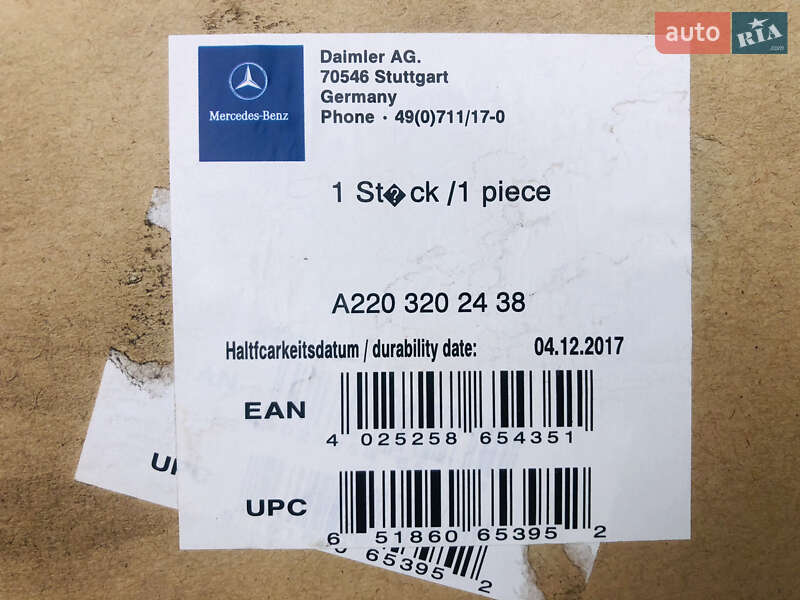 auto RIA.com
Mercedes-Benz
Daimler AG.
70546 Stuttgart
Germany
Phone · 49(0)711/17-0
1 St�ck /1 piece
A220 320 24 38
Haltfcarkeitsdatum / durability date: 04.12.2017
EAN
4 025258 654351
UPC
6 51860 65395 2
UPC
65395 2